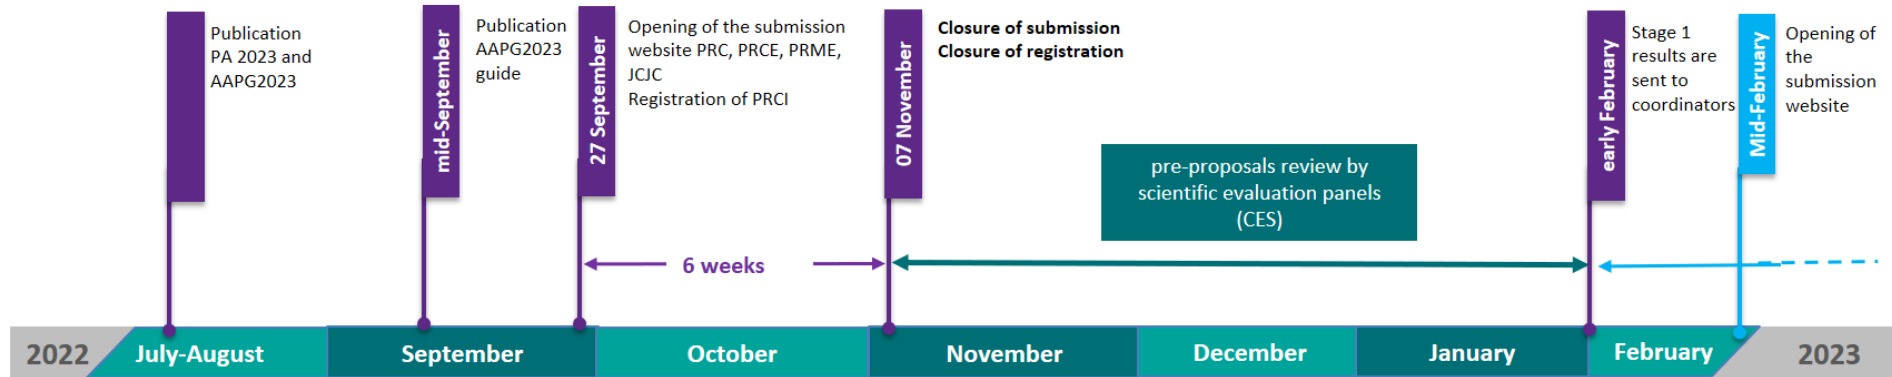 Publication
PA 2023 and
AAPG2023
mid-September
Publication
AAPG2023
guide
27 September
Opening of the submission
website PRC, PRCE, PRME,
JCJC
Registration of PRCI
07 November
Closure of submission
Closure of registration
early February
Stage 1
results are
sent to
coordinators
Mid-February
Opening of
the
submission
website
pre-proposals review by
scientific evaluation panels
(CES)
6 weeks
2022
July-August
September
October
November
December
January
February
2023